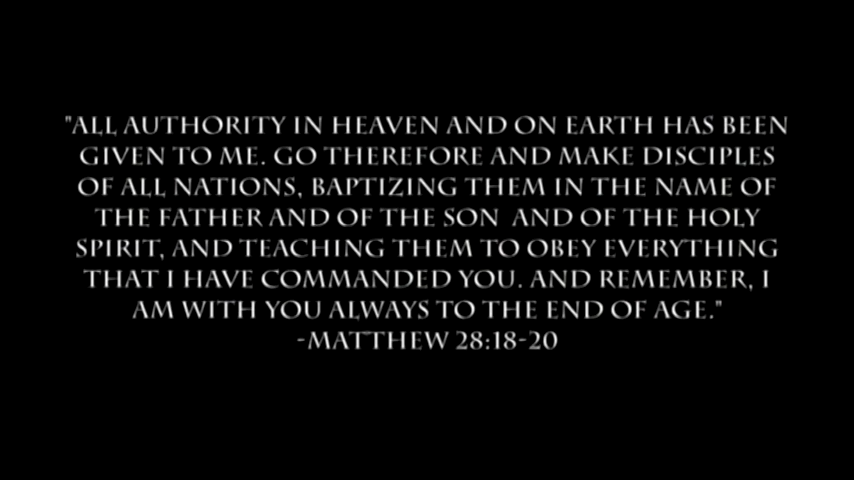 "ALL AUTHORITY IN HEAVEN AND ON EARTH HAS BEEN
GIVEN TO ME. GO THEREFORE AND MAKE DISCIPLES
OF ALL NATIONS, BAPTIZING THEM IN THE NAME OF
THE FATHER AND OF THE SON AND OF THE HOLY
SPIRIT, AND TEACHING THEM TO OBEY EVERYTHING
THAT I HAVE COMMANDED YOU. AND REMEMBER, I
AM WITH YOU ALWAYS TO THE END OF AGE."
-MATTHEW 28:18-20